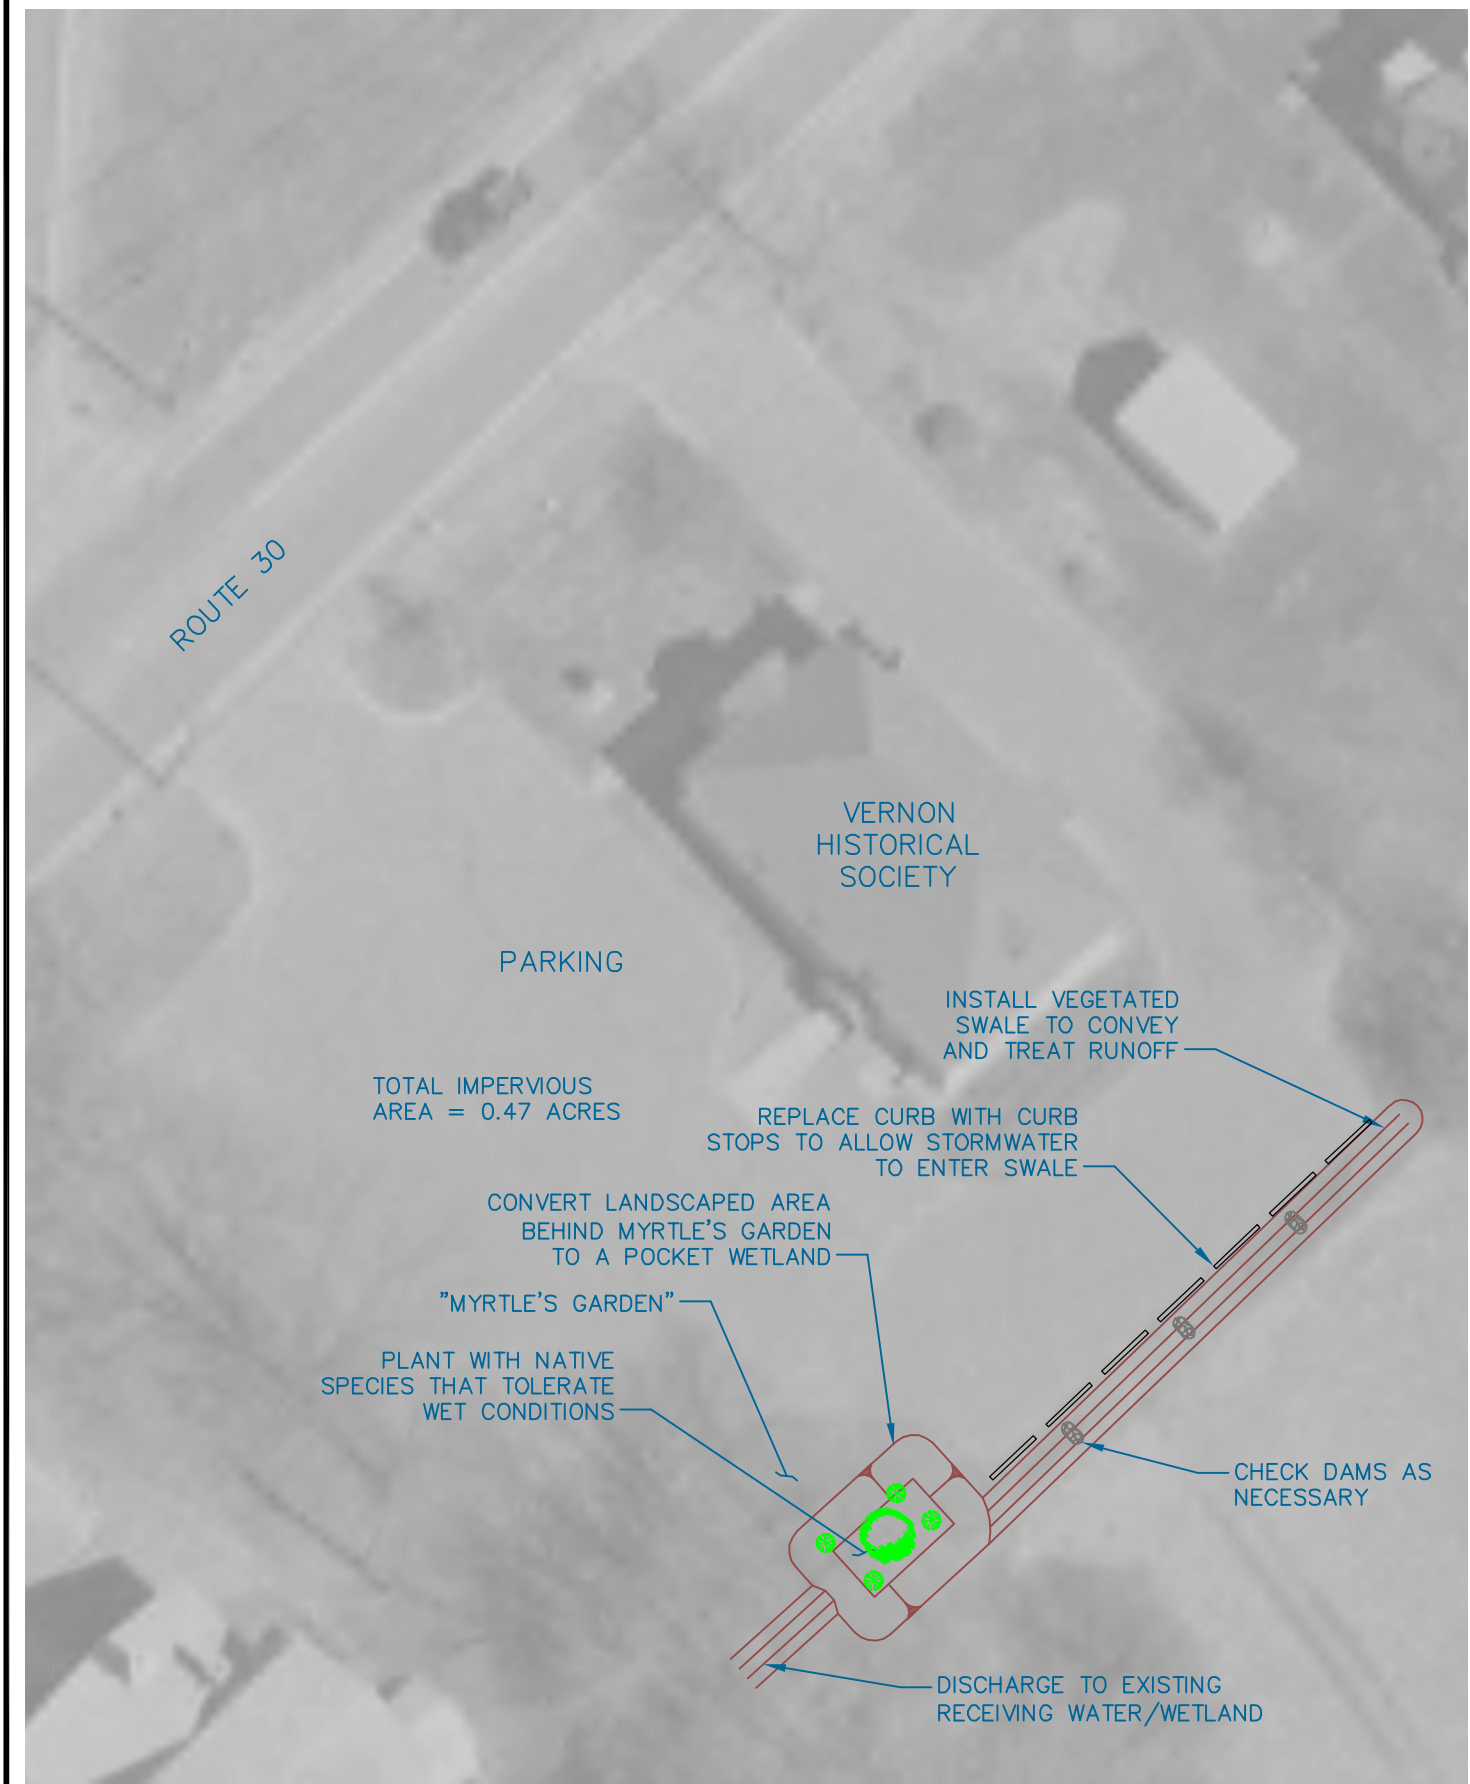 ROUTE 30
VERNON
HISTORICAL
SOCIETY
PARKING
INSTALL VEGETATED
SWALE TO CONVEY
AND TREAT RUNOFF
TOTAL IMPERVIOUS
AREA = 0.47 ACRES
REPLACE CURB WITH CURB
STOPS TO ALLOW STORMWATER
TO ENTER SWALE
CONVERT LANDSCAPED AREA
BEHIND MYRTLE'S GARDEN
TO A POCKET WETLAND
"MYRTLE'S GARDEN"
PLANT WITH NATIVE
SPECIES THAT TOLERATE
WET CONDITIONS
CHECK DAMS AS
NECESSARY
DISCHARGE TO EXISTING
RECEIVING WATER/WETLAND